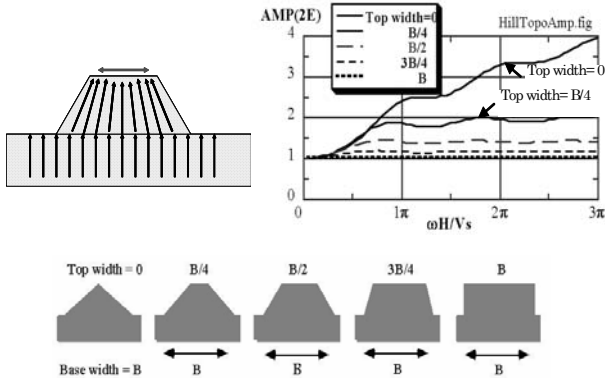 AMP(2E)
HillTopoAmp.fig
Top width=0
B/4
B/2
3B/4
B
4
3
2
1
0
Top width= 0
Top width= B/4
0
1π
2π
3π
ωH/Vs
Top width = 0
B/4
B/2
3B/4
B
Base width = B
B
B
B
B